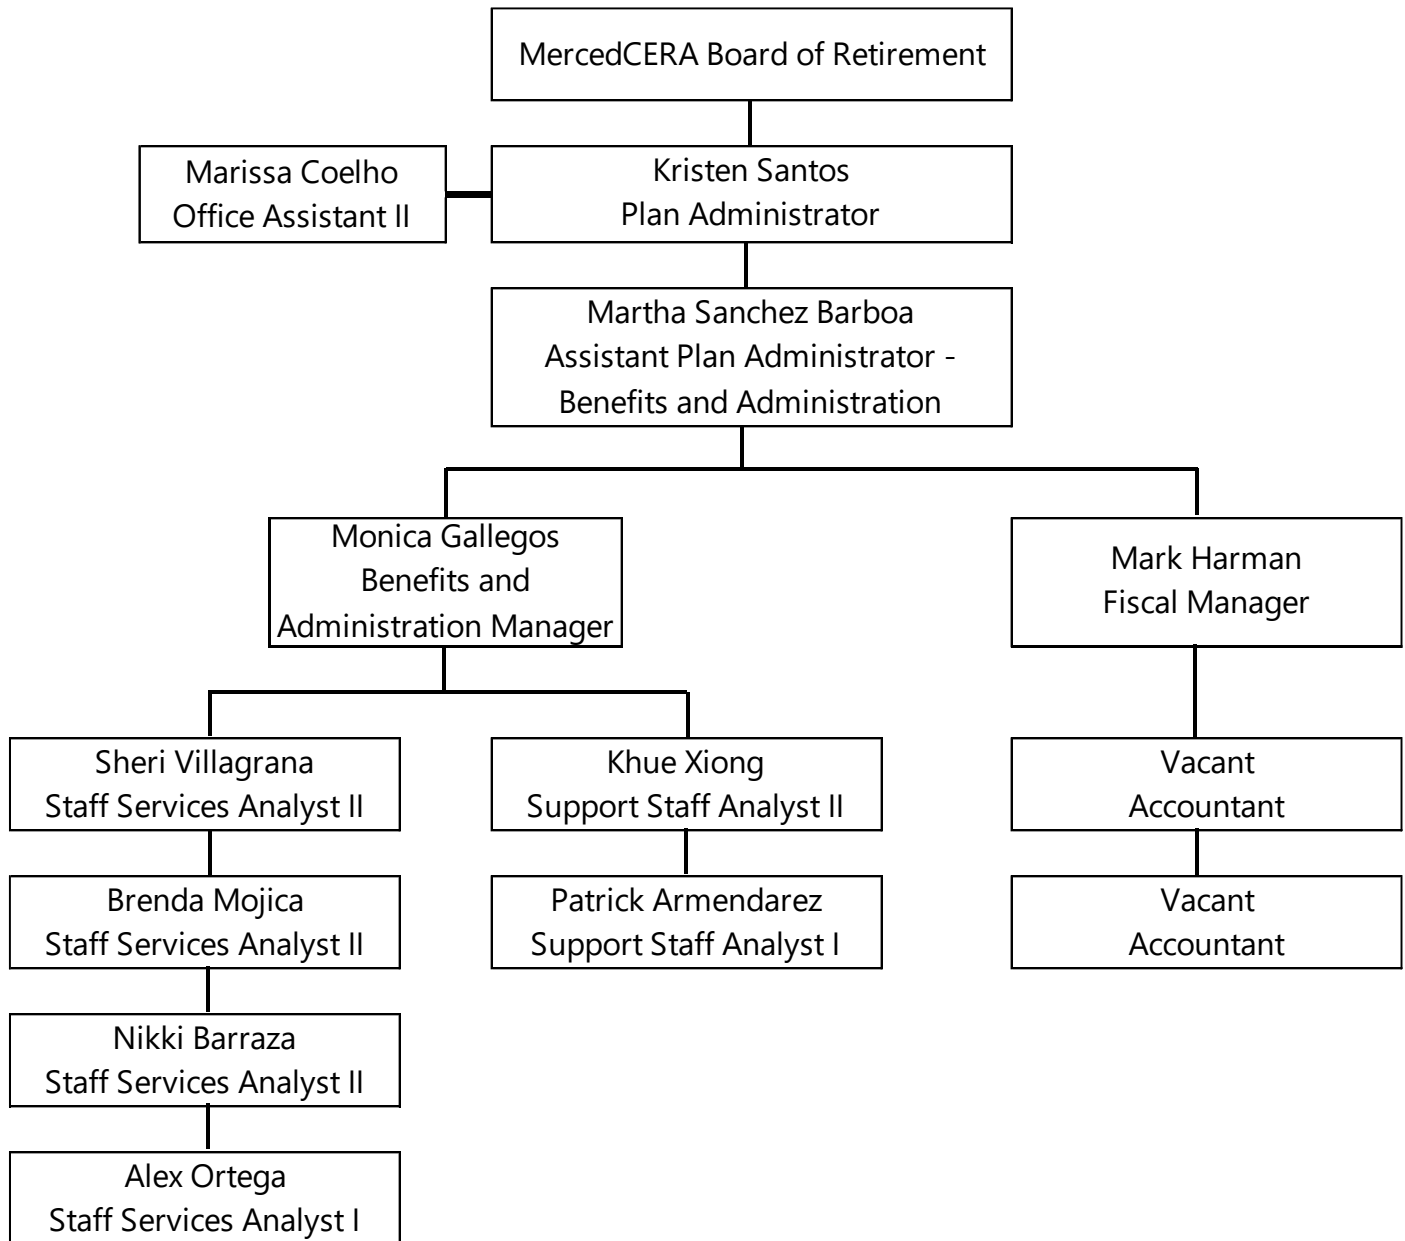 MercedCERA Board of Retirement
Marissa Coelho
Office Assistant II
Kristen Santos
Plan Administrator
Martha Sanchez Barboa
Assistant Plan Administrator -
Benefits and Administration
Monica Gallegos
Benefits and
Administration Manager
Mark Harman
Fiscal Manager
Sheri Villagrana
Staff Services Analyst II
Khue Xiong
Support Staff Analyst II
Vacant
Accountant
Brenda Mojica
Staff Services Analyst II
Patrick Armendarez
Support Staff Analyst I
Vacant
Accountant
Nikki Barraza
Staff Services Analyst II
Alex Ortega
Staff Services Analyst I